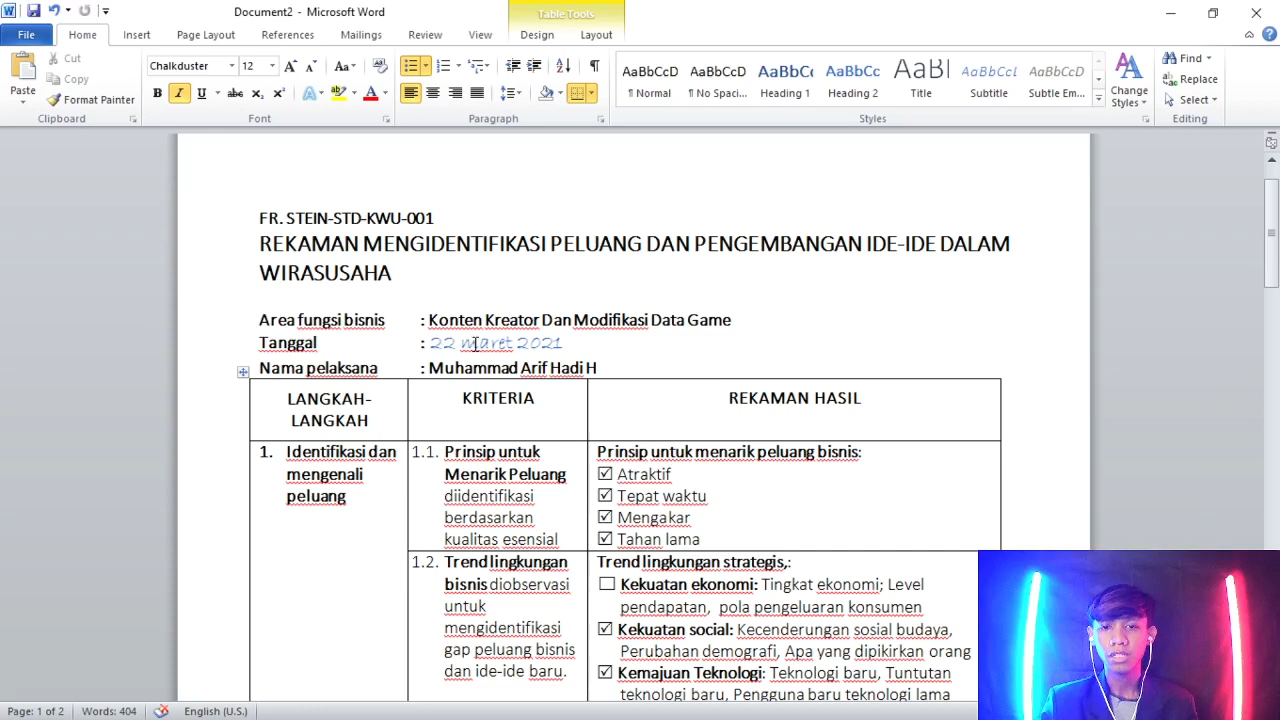 Document2 - Microsoft Word
Table Tools
File Home Insert Page Layout References Mailings Review View Design Layout
Paste
Cut
Copy
Format Painter
Clipboard
Chalkduster 12
Font
Paragraph
AaBbCcD AaBbCcD AaBbC AaBbCc AaBl AaBbCcL AaBbCcD
¶ Normal ¶ No Spaci... Heading 1 Heading 2 Title Subtitle Subtle Em...
Change Styles
Styles
Find
Replace
Select
Editing
FR. STEIN-STD-KWU-001
REKAMAN MENGIDENTIFIKASI PELUANG DAN PENGEMBANGAN IDE-IDE DALAM
WIRASUSAHA
Area fungsi bisnis : Konten Kreator Dan Modifikasi Data Game
Tanggal : 22 maret 2021
Nama pelaksana : Muhammad Arif Hadi H
LANGKAH-
LANGKAH
KRITERIA
REKAMAN HASIL
1. Identifikasi dan
mengenali
peluang
1.1. Prinsip untuk
Menarik Peluang
diidentifikasi
berdasarkan
kualitas esensial
Prinsip untuk menarik peluang bisnis:
☑ Atraktif
☑ Tepat waktu
☑ Mengakar
☑ Tahan lama
1.2. Trend lingkungan
bisnis diobservasi
untuk
mengidentifikasi
gap peluang bisnis
dan ide-ide baru.
Trend lingkungan strategis,:
☐ Kekuatan ekonomi: Tingkat ekonomi; Level
pendapatan, pola pengeluaran konsumen
☑ Kekuatan social: Kecenderungan sosial budaya,
Perubahan demografi, Apa yang dipikirkan orang
☑ Kemajuan Teknologi: Teknologi baru, Tuntutan
teknologi baru, Pengguna baru teknologi lama
Page: 1 of 2 Words: 404 English (U.S.)